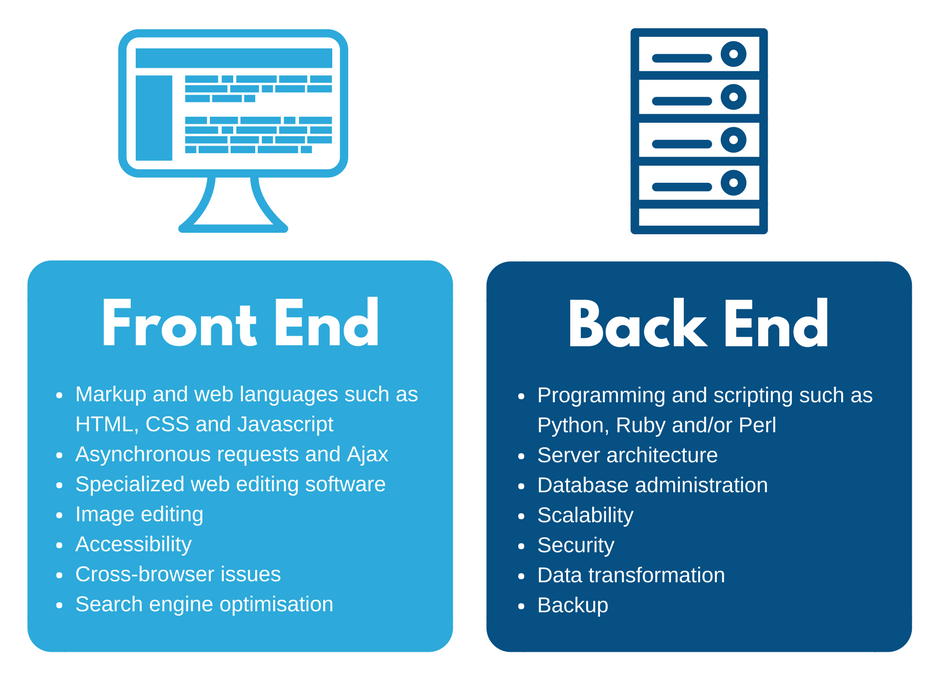 Front End
• Markup and web languages such as
HTML, CSS and Javascript
• Asynchronous requests and Ajax
• Specialized web editing software
• Image editing
• Accessibility
• Cross-browser issues
• Search engine optimisation
Back End
• Programming and scripting such as
Python, Ruby and/or Perl
• Server architecture
• Database administration
• Scalability
• Security
• Data transformation
• Backup